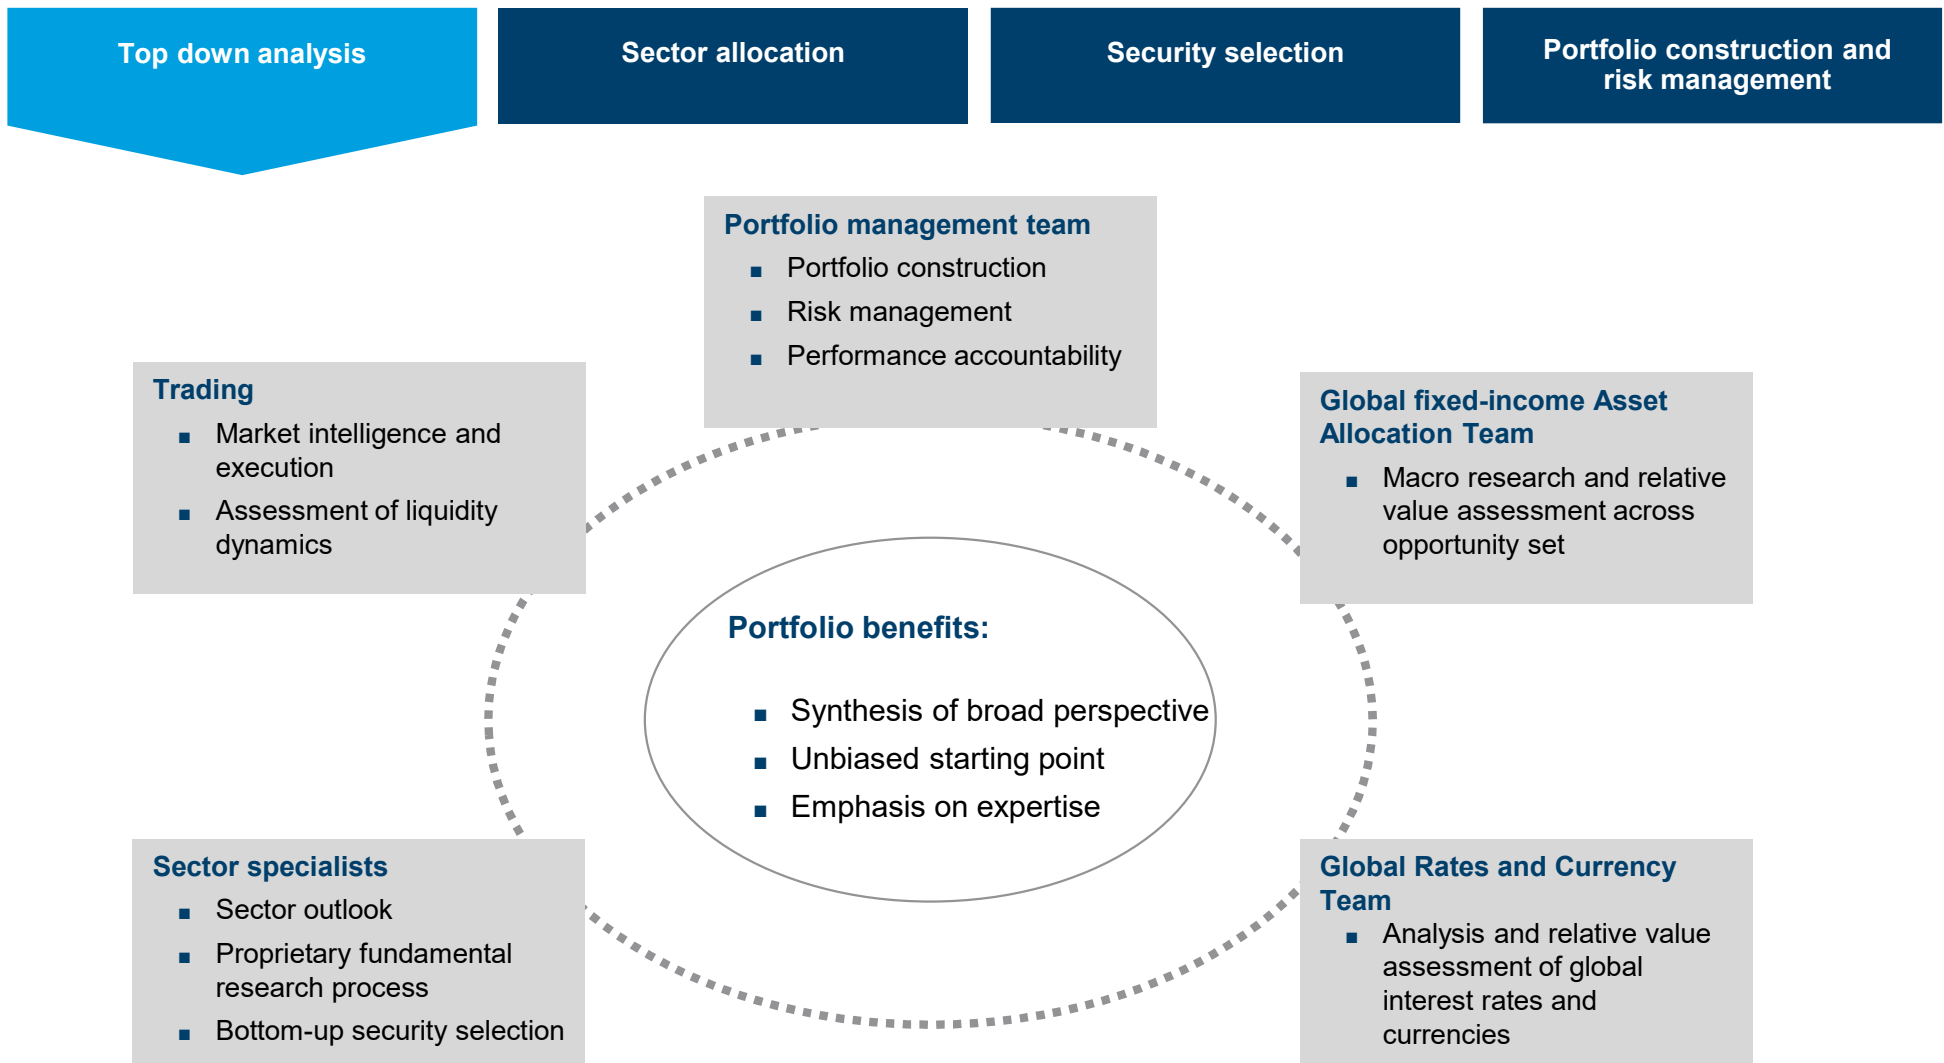 Top down analysis
Sector allocation
Security selection
Portfolio construction and
risk management
Portfolio management team
■ Portfolio construction
■ Risk management
■ Performance accountability
Trading
■ Market intelligence and
execution
■ Assessment of liquidity
dynamics
Global fixed-income Asset
Allocation Team
■ Macro research and relative
value assessment across
opportunity set
Portfolio benefits:
■ Synthesis of broad perspective
■ Unbiased starting point
■ Emphasis on expertise
Sector specialists
■ Sector outlook
■ Proprietary fundamental
research process
■ Bottom-up security selection
Global Rates and Currency
Team
■ Analysis and relative value
assessment of global
interest rates and
currencies